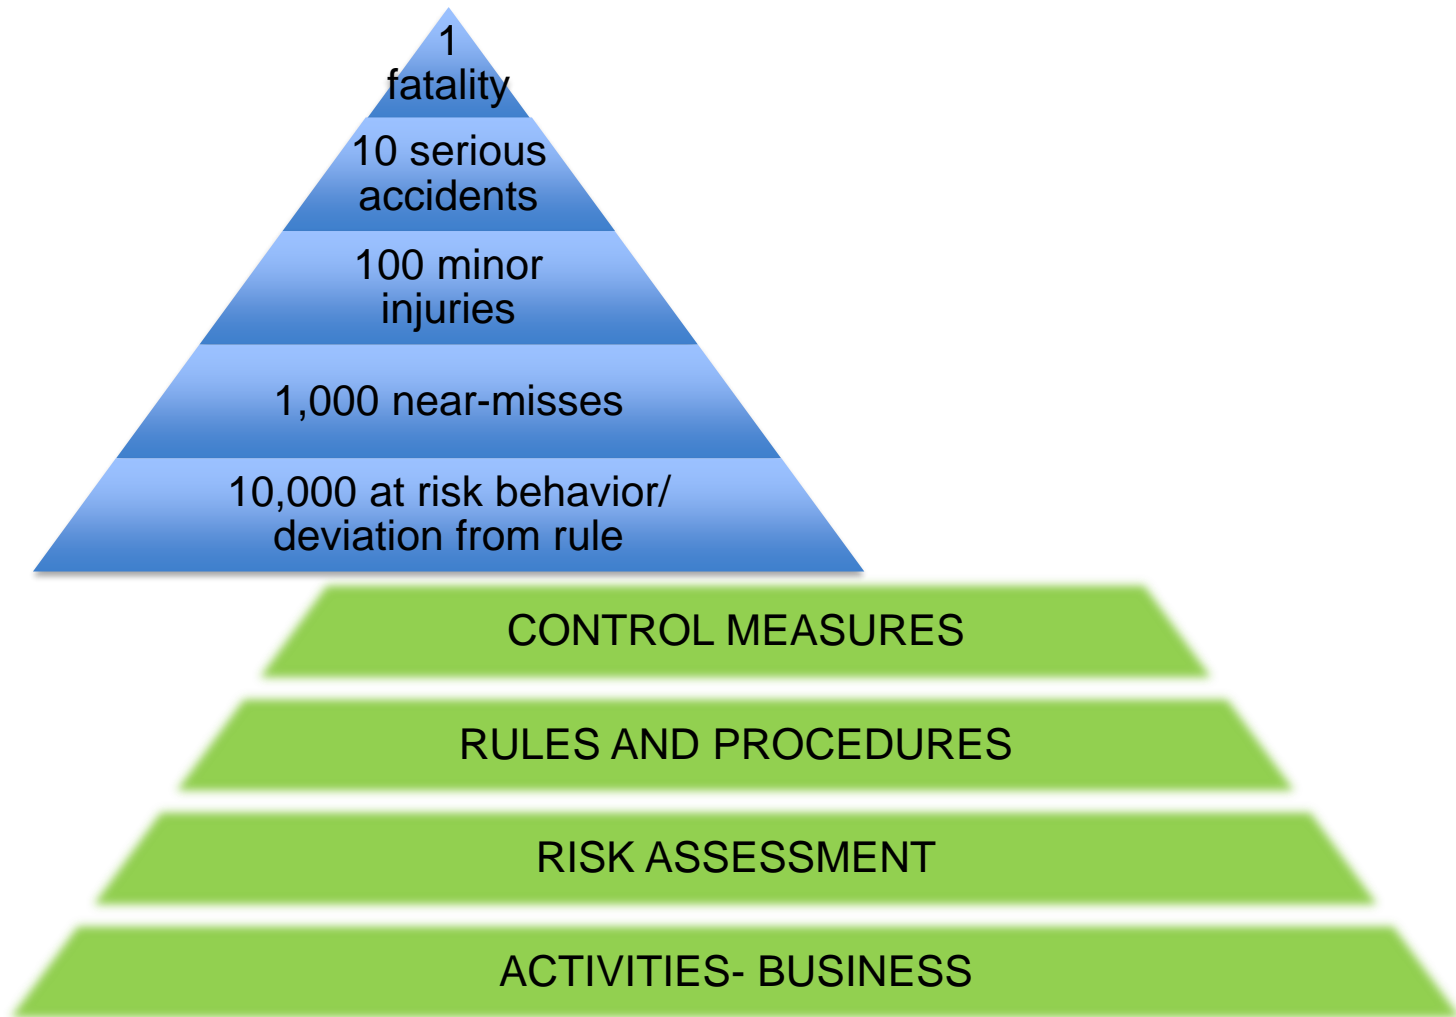 1
fatality
10 serious
accidents
100 minor
injuries
1,000 near-misses
10,000 at risk behavior/
deviation from rule
CONTROL MEASURES
RULES AND PROCEDURES
RISK ASSESSMENT
ACTIVITIES- BUSINESS